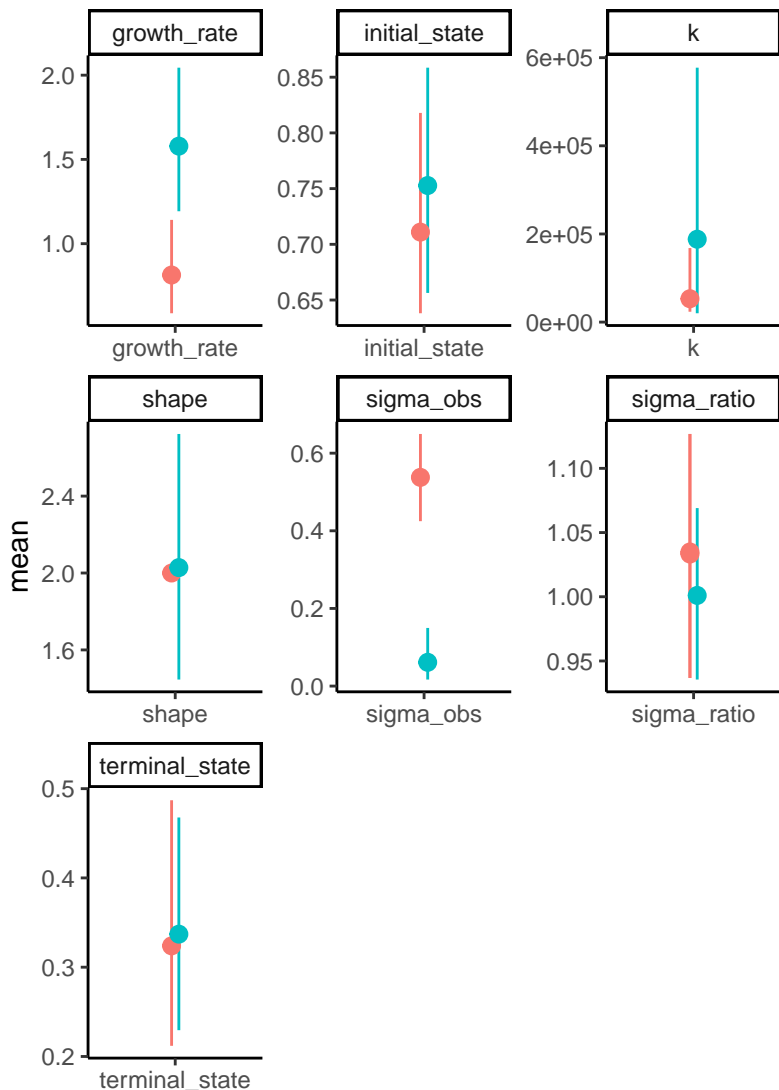 growth_rate
initial_state
k
2.0
1.5
1.0
0.85
0.80
0.75
0.70
0.65
6e+05
4e+05
2e+05
0e+00
growth_rate
initial_state
k
shape
sigma_obs
sigma_ratio
mean
2.4
2.0
1.6
0.6
0.4
0.2
0.0
1.10
1.05
1.00
0.95
shape
sigma_obs
sigma_ratio
terminal_state
0.5
0.4
0.3
0.2
terminal_state